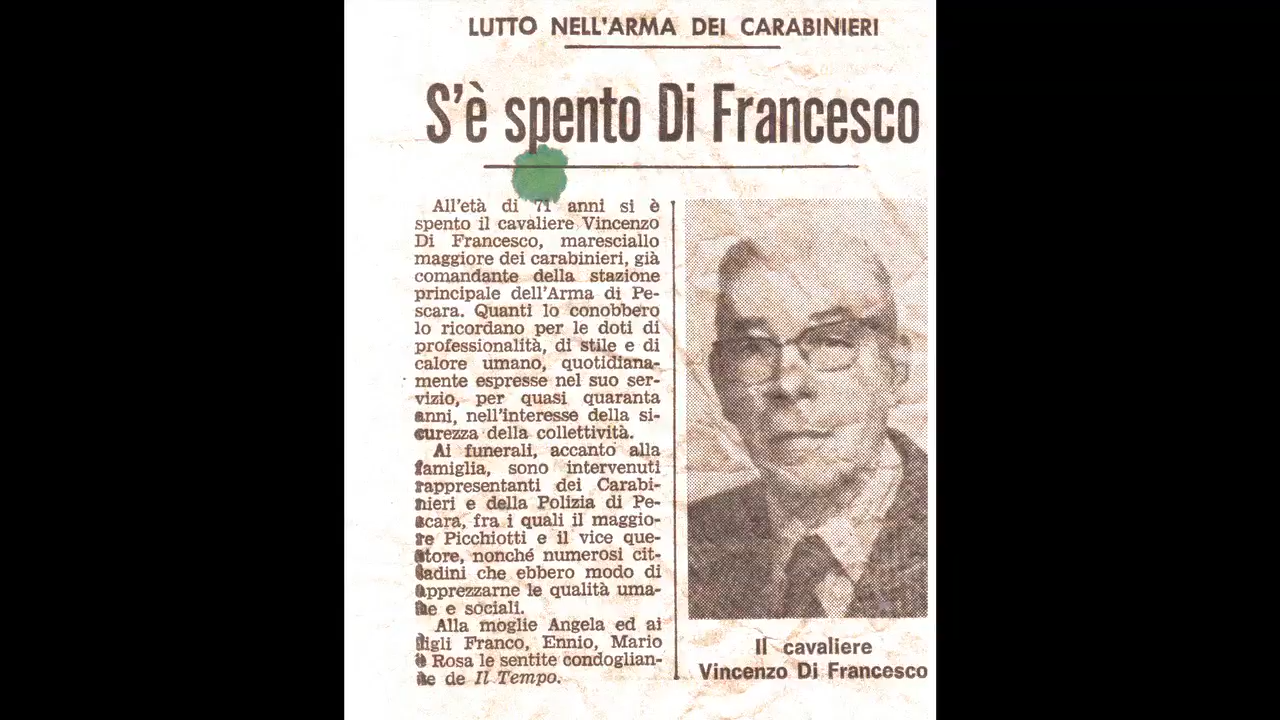 LUTTO NELL'ARMA DEI CARABINIERI
S'è spento Di Francesco
All'età di 71 anni si è
spento il cavaliere Vincenzo
Di Francesco, maresciallo
maggiore dei carabinieri, già
comandante della stazione
principale dell'Arma di Pe-
scara. Quanti lo conobbero
lo ricordano per le doti di
professionalità, di stile e di
calore umano, quotidiana-
mente espresse nel suo ser-
vizio, per quasi quaranta
anni, nell'interesse della si-
curezza della collettività.
Ai funerali, accanto alla
famiglia, sono intervenuti
rappresentanti dei Carabi-
nieri e della Polizia di Pe-
scara, fra i quali il maggio-
re Picchiotti e il vice que-
store, nonché numerosi cit-
tadini che ebbero modo di
apprezzarne le qualità uma-
ne e sociali.
Alla moglie Angela ed ai
figli Franco, Ennio, Mario
e Rosa le sentite condoglian-
ze de Il Tempo.
Il cavaliere
Vincenzo Di Francesco